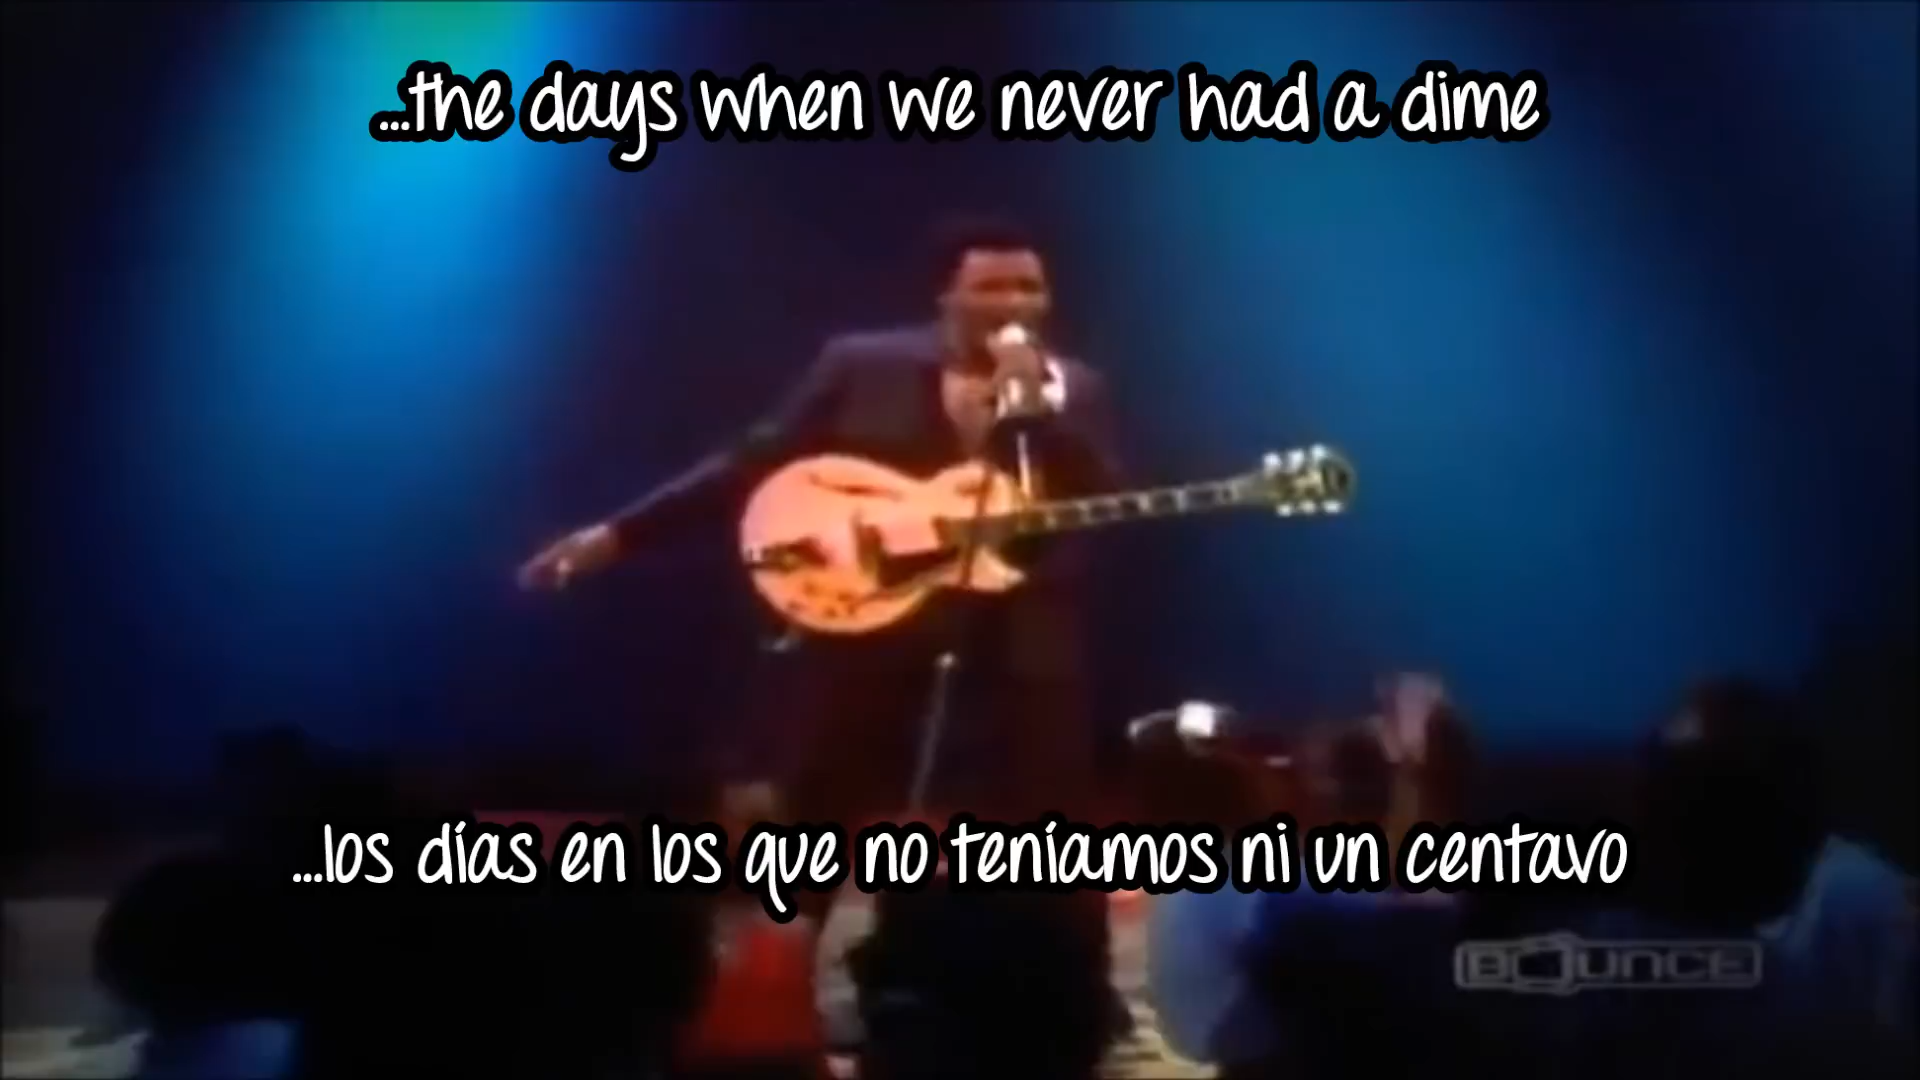 ...the days when we never had a dime
...los días en los que no teníamos ni un centavo
BOUNCE